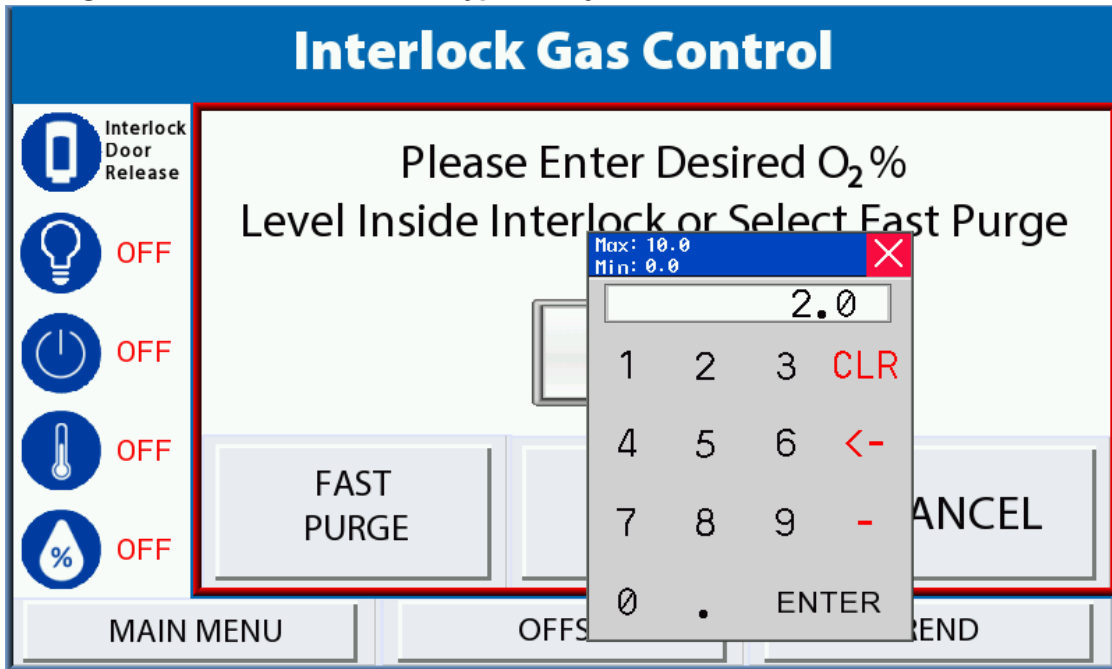 Interlock Gas Control
Interlock
Door
Release
OFF
OFF
OFF
OFF
%
Please Enter Desired O₂%
Level Inside Interlock or Select Fast Purge
Max: 10.0
Min: 0.0
2.0
1 2 3 CLR
4 5 6 <-
7 8 9 -
0 . ENTER
FAST
PURGE
ANCEL
MAIN MENU
OFFS
END